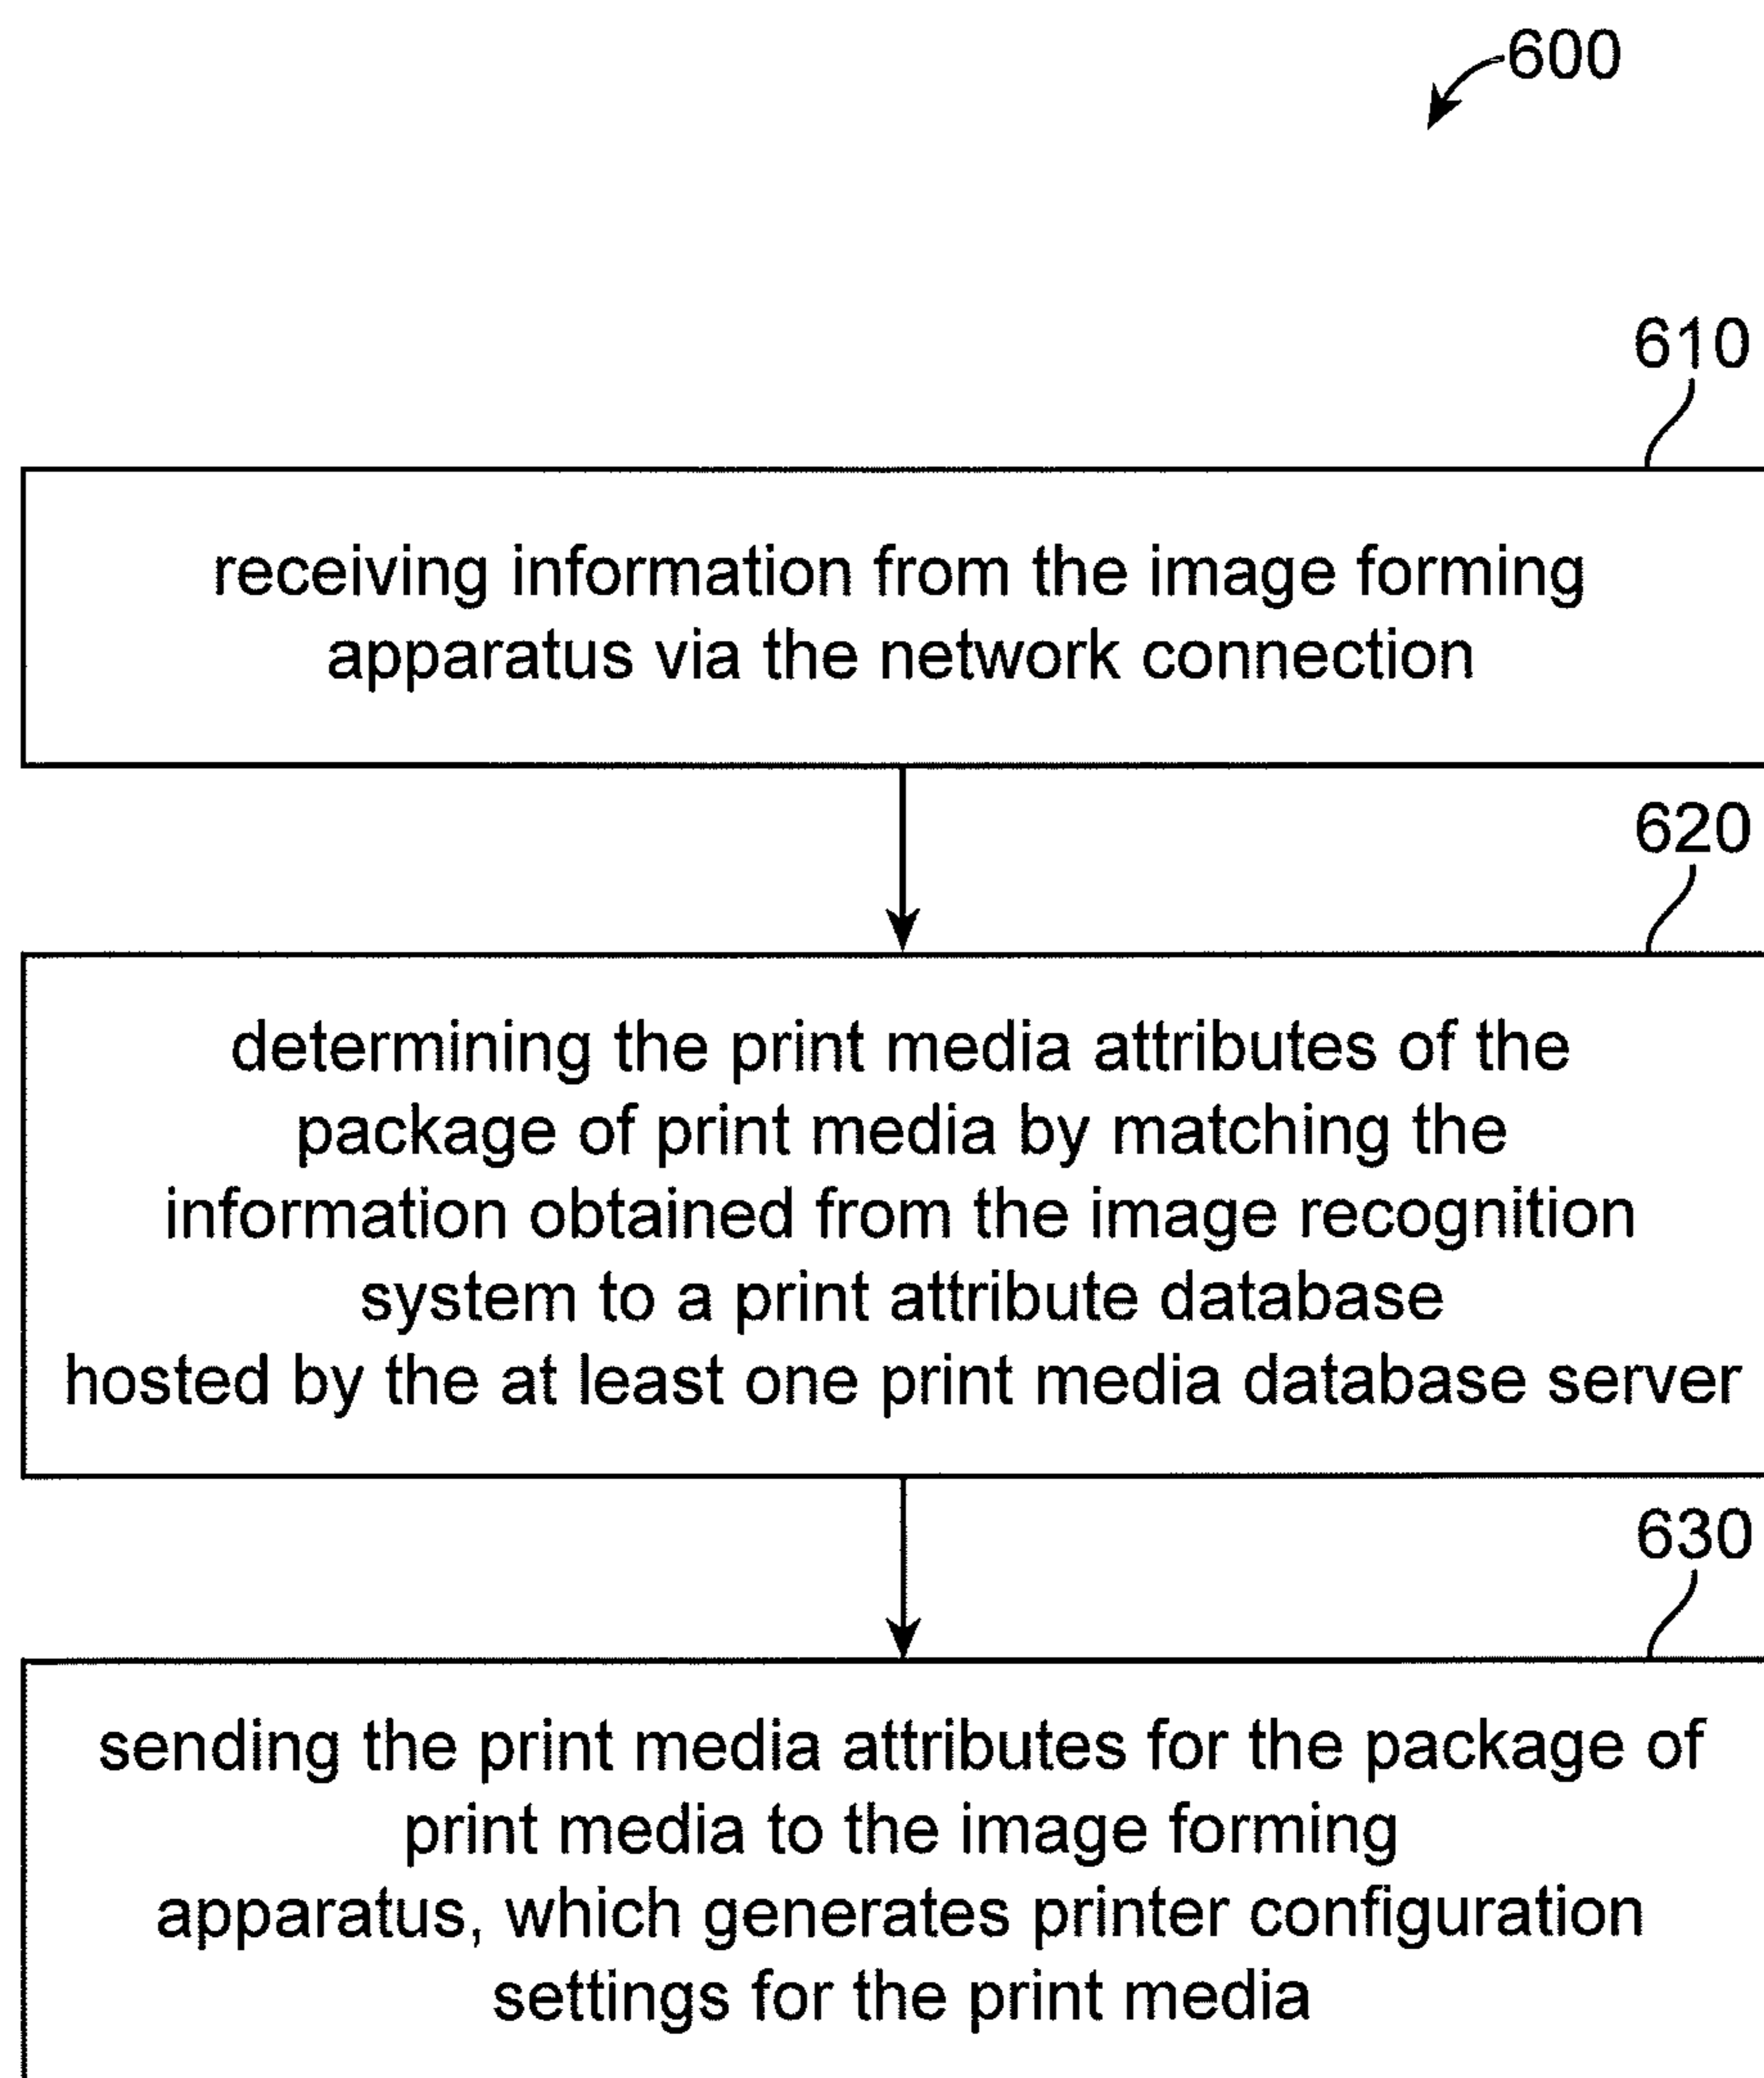 600
610
receiving information from the image forming
apparatus via the network connection
620
determining the print media attributes of the
package of print media by matching the
information obtained from the image recognition
system to a print attribute database
hosted by the at least one print media database server
630
sending the print media attributes for the package of
print media to the image forming
apparatus, which generates printer configuration
settings for the print media